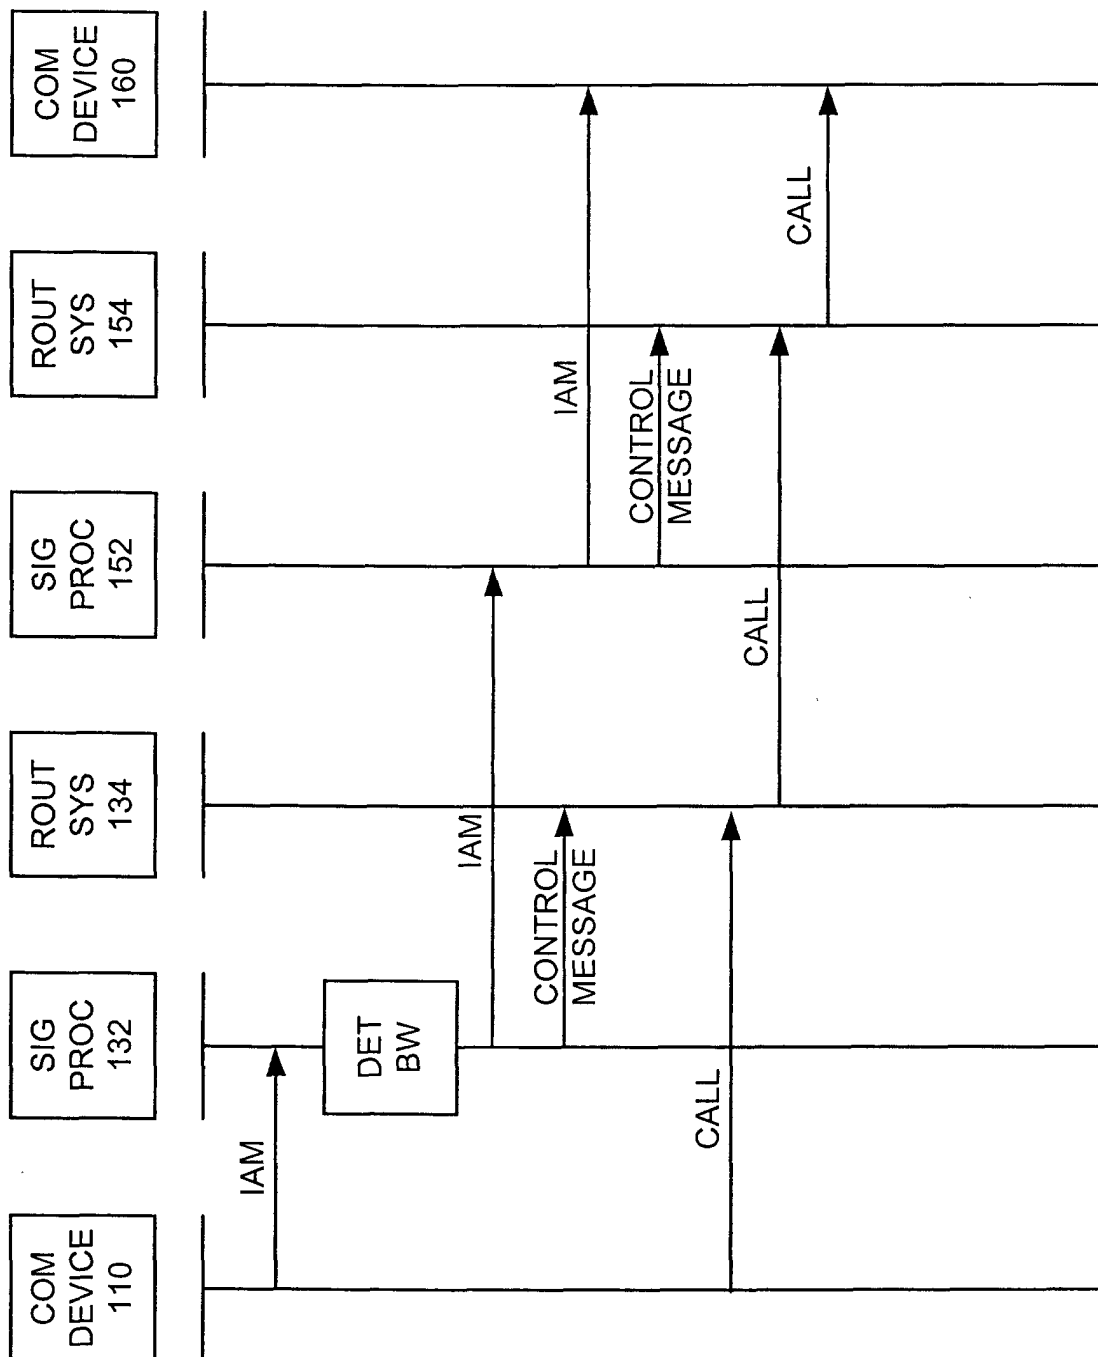 COM
DEVICE
110
SIG
PROC
132
ROUT
SYS
134
SIG
PROC
152
ROUT
SYS
154
COM
DEVICE
160
IAM
DET
BW
IAM
CONTROL
MESSAGE
IAM
CONTROL
MESSAGE
CALL
CALL
CALL